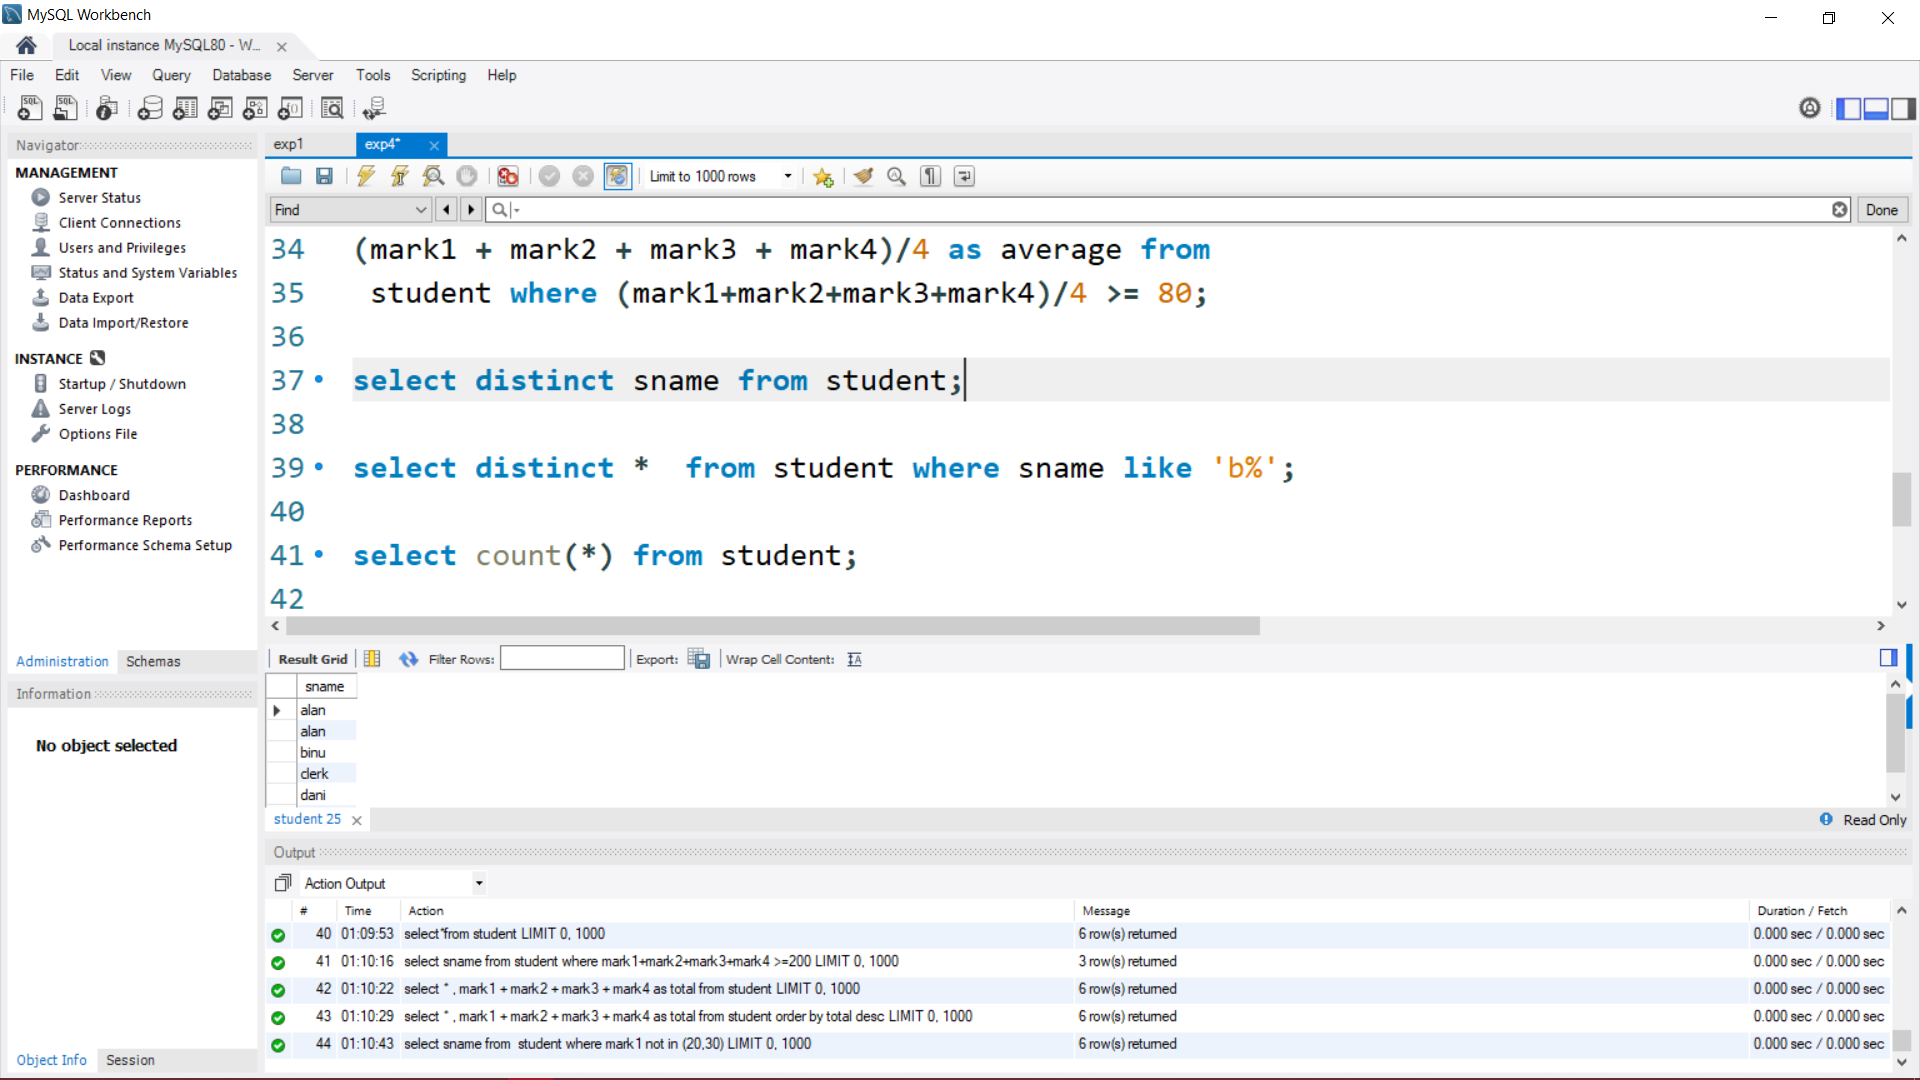 MySQL Workbench
Local instance MySQL80 - W...
File Edit View Query Database Server Tools Scripting Help
Navigator
MANAGEMENT
Server Status
Client Connections
Users and Privileges
Status and System Variables
Data Export
Data Import/Restore
INSTANCE
Startup / Shutdown
Server Logs
Options File
PERFORMANCE
Dashboard
Performance Reports
Performance Schema Setup
Administration Schemas
Information
No object selected
Object Info Session
exp1 exp4*
Limit to 1000 rows
Find Done
34 (mark1 + mark2 + mark3 + mark4)/4 as average from
35 student where (mark1+mark2+mark3+mark4)/4 >= 80;
36
37 select distinct sname from student;
38
39 select distinct *  from student where sname like 'b%';
40
41 select count(*) from student;
42
Result Grid Filter Rows: Export: Wrap Cell Content:
sname
alan
alan
binu
clerk
dani
student 25 Read Only
Output
Action Output
# Time Action Message Duration / Fetch
40 01:09:53 select*from student LIMIT 0, 1000 6 row(s) returned 0.000 sec / 0.000 sec
41 01:10:16 select sname from student where mark1+mark2+mark3+mark4 >=200 LIMIT 0, 1000 3 row(s) returned 0.000 sec / 0.000 sec
42 01:10:22 select * , mark1 + mark2 + mark3 + mark4 as total from student LIMIT 0, 1000 6 row(s) returned 0.000 sec / 0.000 sec
43 01:10:29 select * , mark1 + mark2 + mark3 + mark4 as total from student order by total desc LIMIT 0, 1000 6 row(s) returned 0.000 sec / 0.000 sec
44 01:10:43 select sname from  student where mark1 not in (20,30) LIMIT 0, 1000 6 row(s) returned 0.000 sec / 0.000 sec